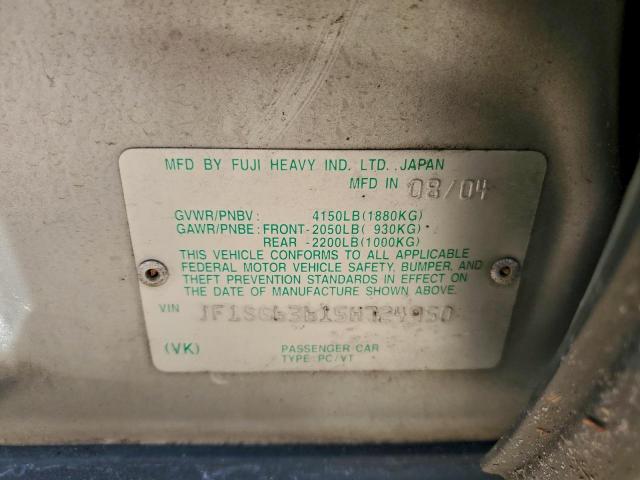 MFD BY FUJI HEAVY IND. LTD. JAPAN
MFD IN 08/04
GVWR/PNBV : 4150LB(1880KG)
GAWR/PNBE : FRONT-2050LB( 930KG)
REAR -2200LB(1000KG)
THIS VEHICLE CONFORMS TO ALL APPLICABLE
FEDERAL MOTOR VEHICLE SAFETY, BUMPER, AND
THEFT PREVENTION STANDARDS IN EFFECT ON
THE DATE OF MANUFACTURE SHOWN ABOVE.
VIN JF1SG63615H724950
(VK) PASSENGER CAR
TYPE PC/VT